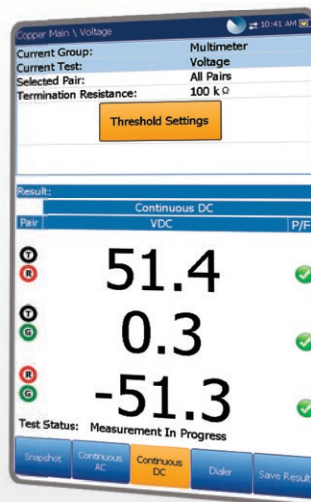 Copper Main \ Voltage
10:41 AM
Current Group: Multimeter
Current Test: Voltage
Selected Pair: All Pairs
Termination Resistance: 100 k Ω
Threshold Settings
Result:
Continuous DC
Pair VDC P/F
T
R
51.4
T
G
0.3
R
G
-51.3
Test Status: Measurement In Progress
Snapshot
Continuous AC
Continuous DC
Dialer
Save Result